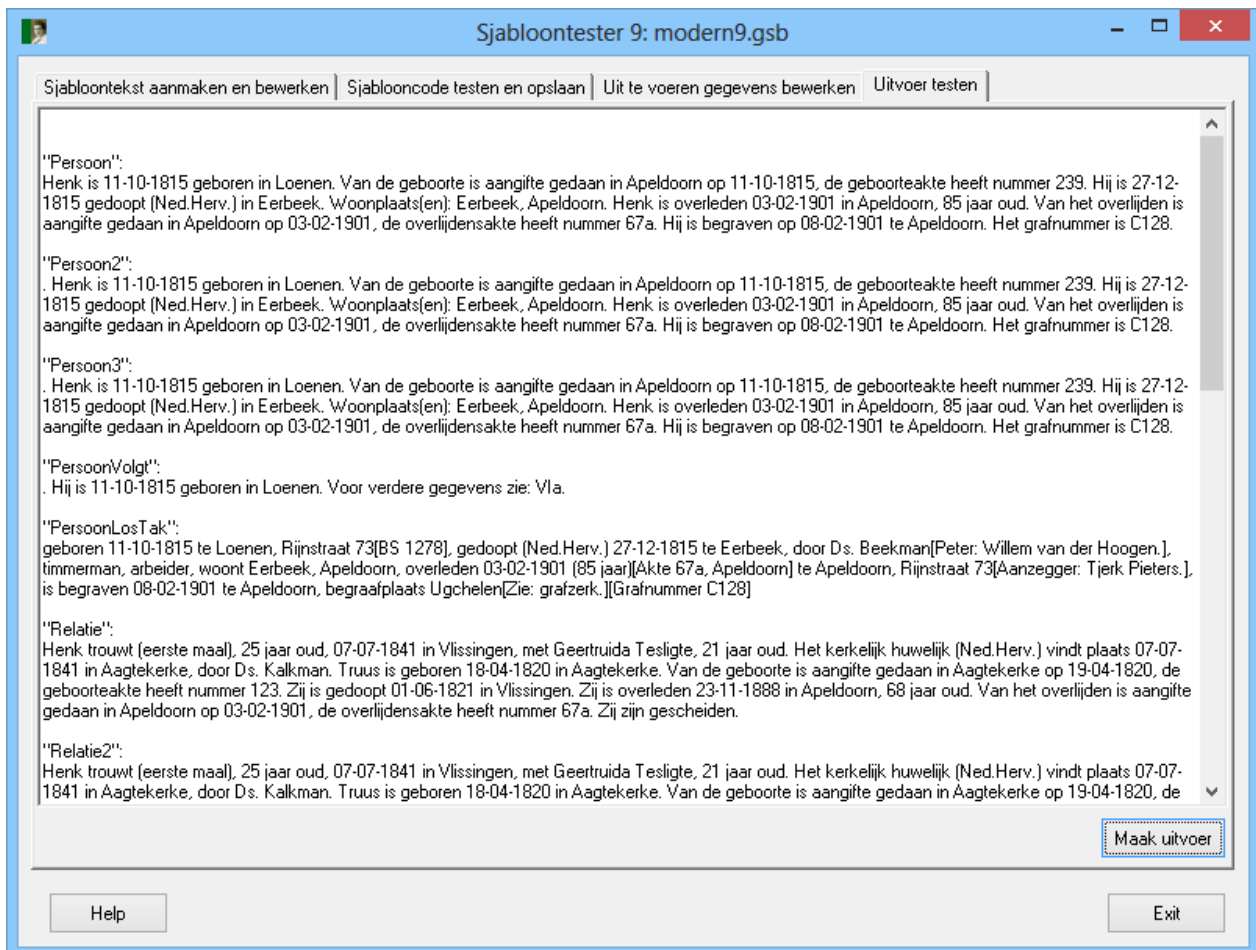 Sjabloontester 9: modern9.gsb
Sjabloontekst aanmaken en bewerken Sjablooncode testen en opslaan Uit te voeren gegevens bewerken Uitvoer testen
"Persoon":
Henk is 11-10-1815 geboren in Loenen. Van de geboorte is aangifte gedaan in Apeldoorn op 11-10-1815, de geboorteakte heeft nummer 239. Hij is 27-12-
1815 gedoopt (Ned.Herv.) in Eerbeek. Woonplaats(en): Eerbeek, Apeldoorn. Henk is overleden 03-02-1901 in Apeldoorn, 85 jaar oud. Van het overlijden is
aangifte gedaan in Apeldoorn op 03-02-1901, de overlijdensakte heeft nummer 67a. Hij is begraven op 08-02-1901 te Apeldoorn. Het grafnummer is C128.
"Persoon2":
. Henk is 11-10-1815 geboren in Loenen. Van de geboorte is aangifte gedaan in Apeldoorn op 11-10-1815, de geboorteakte heeft nummer 239. Hij is 27-12-
1815 gedoopt (Ned.Herv.) in Eerbeek. Woonplaats(en): Eerbeek, Apeldoorn. Henk is overleden 03-02-1901 in Apeldoorn, 85 jaar oud. Van het overlijden is
aangifte gedaan in Apeldoorn op 03-02-1901, de overlijdensakte heeft nummer 67a. Hij is begraven op 08-02-1901 te Apeldoorn. Het grafnummer is C128.
"Persoon3":
. Henk is 11-10-1815 geboren in Loenen. Van de geboorte is aangifte gedaan in Apeldoorn op 11-10-1815, de geboorteakte heeft nummer 239. Hij is 27-12-
1815 gedoopt (Ned.Herv.) in Eerbeek. Woonplaats(en): Eerbeek, Apeldoorn. Henk is overleden 03-02-1901 in Apeldoorn, 85 jaar oud. Van het overlijden is
aangifte gedaan in Apeldoorn op 03-02-1901, de overlijdensakte heeft nummer 67a. Hij is begraven op 08-02-1901 te Apeldoorn. Het grafnummer is C128.
"PersoonVolgt":
. Hij is 11-10-1815 geboren in Loenen. Voor verdere gegevens zie: VIa.
"PersoonLosTak":
geboren 11-10-1815 te Loenen, Rijnstraat 73[BS 1278], gedoopt (Ned.Herv.) 27-12-1815 te Eerbeek, door Ds. Beekman[Peter: Willem van der Hoogen.],
timmerman, arbeider, woont Eerbeek, Apeldoorn, overleden 03-02-1901 (85 jaar)[Akte 67a, Apeldoorn] te Apeldoorn, Rijnstraat 73[Aanzegger: Tjerk Pieters.],
is begraven 08-02-1901 te Apeldoorn, begraafplaats Ugchelen[Zie: grafzerk.][Grafnummer C128]
"Relatie":
Henk trouwt (eerste maal), 25 jaar oud, 07-07-1841 in Vlissingen, met Geertruida Tesligte, 21 jaar oud. Het kerkelijk huwelijk (Ned.Herv.) vindt plaats 07-07-
1841 in Aagtekerke, door Ds. Kalkman. Truus is geboren 18-04-1820 in Aagtekerke. Van de geboorte is aangifte gedaan in Aagtekerke op 19-04-1820, de
geboorteakte heeft nummer 123. Zij is gedoopt 01-06-1821 in Vlissingen. Zij is overleden 23-11-1888 in Apeldoorn, 68 jaar oud. Van het overlijden is aangifte
gedaan in Apeldoorn op 03-02-1901, de overlijdensakte heeft nummer 67a. Zij zijn gescheiden.
"Relatie2":
Henk trouwt (eerste maal), 25 jaar oud, 07-07-1841 in Vlissingen, met Geertruida Tesligte, 21 jaar oud. Het kerkelijk huwelijk (Ned.Herv.) vindt plaats 07-07-
1841 in Aagtekerke, door Ds. Kalkman. Truus is geboren 18-04-1820 in Aagtekerke. Van de geboorte is aangifte gedaan in Aagtekerke op 19-04-1820, de
Maak uitvoer
Help Exit